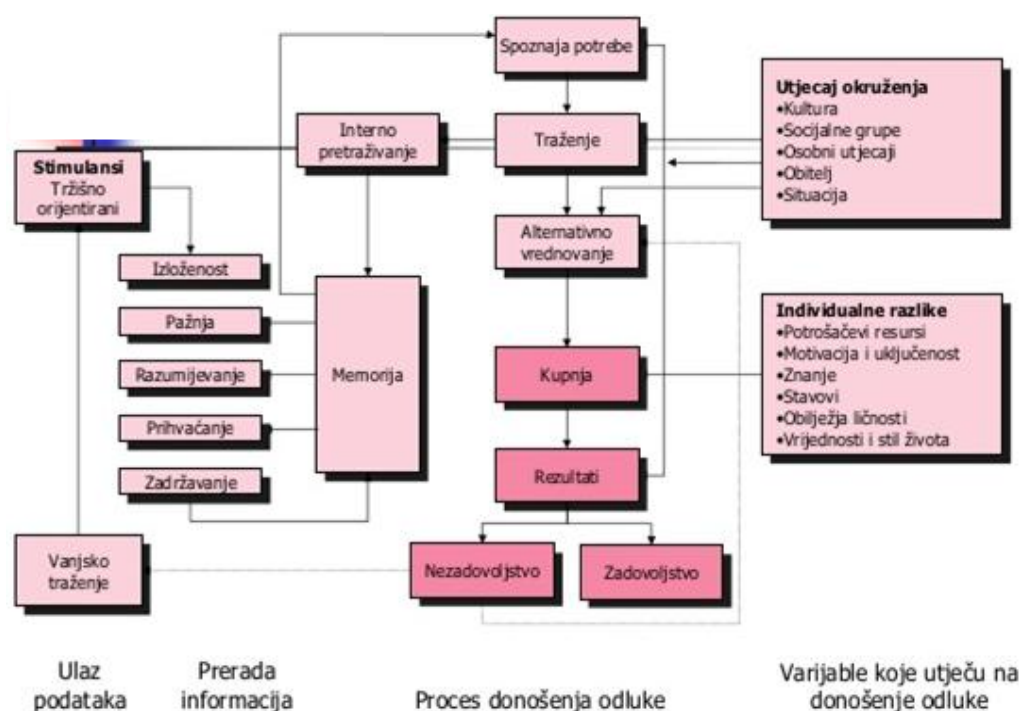 Spoznaja potrebe
Utjecaj okruženja
•Kultura
•Socijalne grupe
•Osobni utjecaji
•Obitelj
•Situacija
Interno
pretraživanje
Traženje
Stimulansi
Tržišno
orijentirani
Alternativno
vrednovanje
Izloženost
Pažnja
Razumijevanje
Prihvaćanje
Zadržavanje
Memorija
Individualne razlike
•Potrošačevi resursi
•Motivacija i uključenost
•Znanje
•Stavovi
•Obilježja ličnosti
•Vrijednosti i stil života
Kupnja
Rezultati
Vanjsko
traženje
Nezadovoljstvo
Zadovoljstvo
Ulaz
podataka
Prerada
informacija
Proces donošenja odluke
Varijable koje utječu na
donošenje odluke